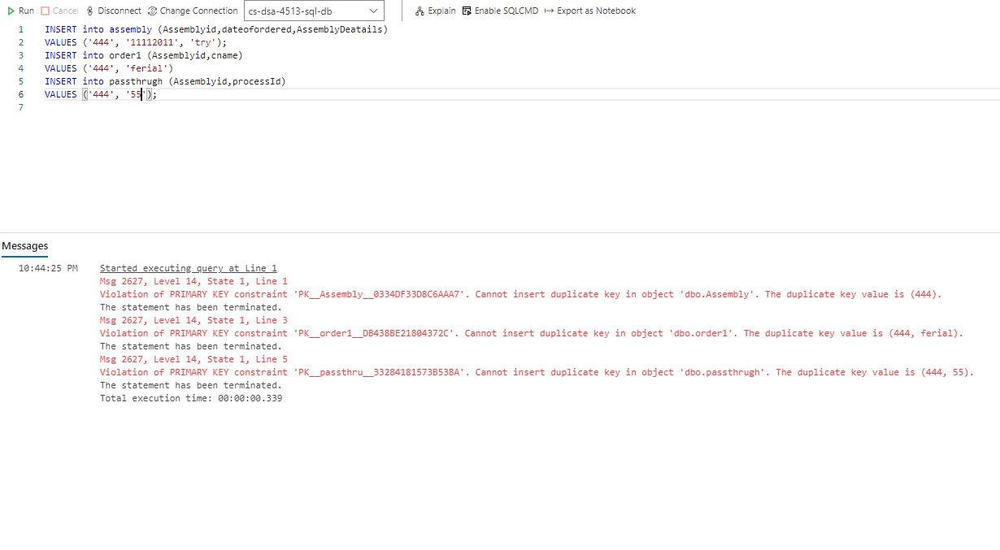 Run Cancel Disconnect Change Connection cs-dsa-4513-sql-db Explain Enable SQLCMD Export as Notebook
1 INSERT into assembly (Assemblyid,dateofordered,AssemblyDeatails)
2 VALUES ('444', '11112011', 'try');
3 INSERT into order1 (Assemblyid,cname)
4 VALUES ('444', 'ferial')
5 INSERT into passthrugh (Assemblyid,processId)
6 VALUES ('444', '55');
7
Messages
10:44:25 PM Started executing query at Line 1
Msg 2627, Level 14, State 1, Line 1
Violation of PRIMARY KEY constraint 'PK__Assembly__0334DF33D8C6AAA7'. Cannot insert duplicate key in object 'dbo.Assembly'. The duplicate key value is (444).
The statement has been terminated.
Msg 2627, Level 14, State 1, Line 3
Violation of PRIMARY KEY constraint 'PK__order1__DB438BE21804372C'. Cannot insert duplicate key in object 'dbo.order1'. The duplicate key value is (444, ferial).
The statement has been terminated.
Msg 2627, Level 14, State 1, Line 5
Violation of PRIMARY KEY constraint 'PK__passthru__33284181573B538A'. Cannot insert duplicate key in object 'dbo.passthrugh'. The duplicate key value is (444, 55).
The statement has been terminated.
Total execution time: 00:00:00.339